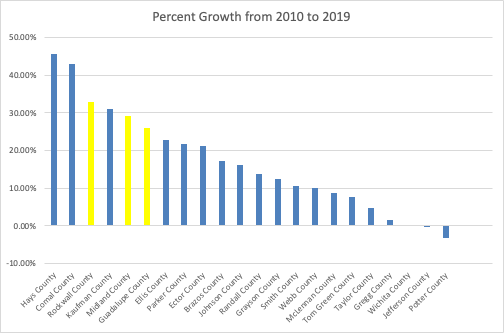 Percent Growth from 2010 to 2019
50.00%
40.00%
30.00%
20.00%
10.00%
0.00%
-10.00%
Hays County
Comal County
Rockwall County
Kaufman County
Midland County
Guadalupe County
Ellis County
Parker County
Ector County
Brazos County
Johnson County
Randall County
Grayson County
Smith County
Webb County
McLennan County
Tom Green County
Taylor County
Gregg County
Wichita County
Jefferson County
Potter County